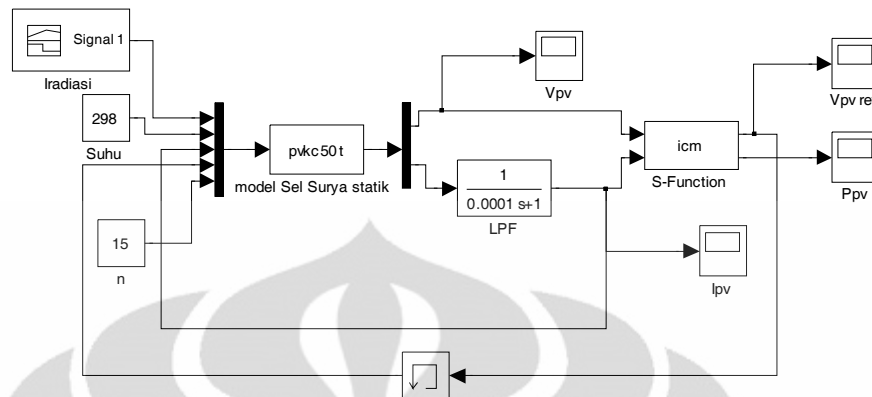 Signal 1
Iradiasi
298
Suhu
15
n
pvkc50t
model Sel Surya statik
Vpv
1
0.0001 s+1
LPF
icm
S-Function
Vpv re
Ppv
Ipv